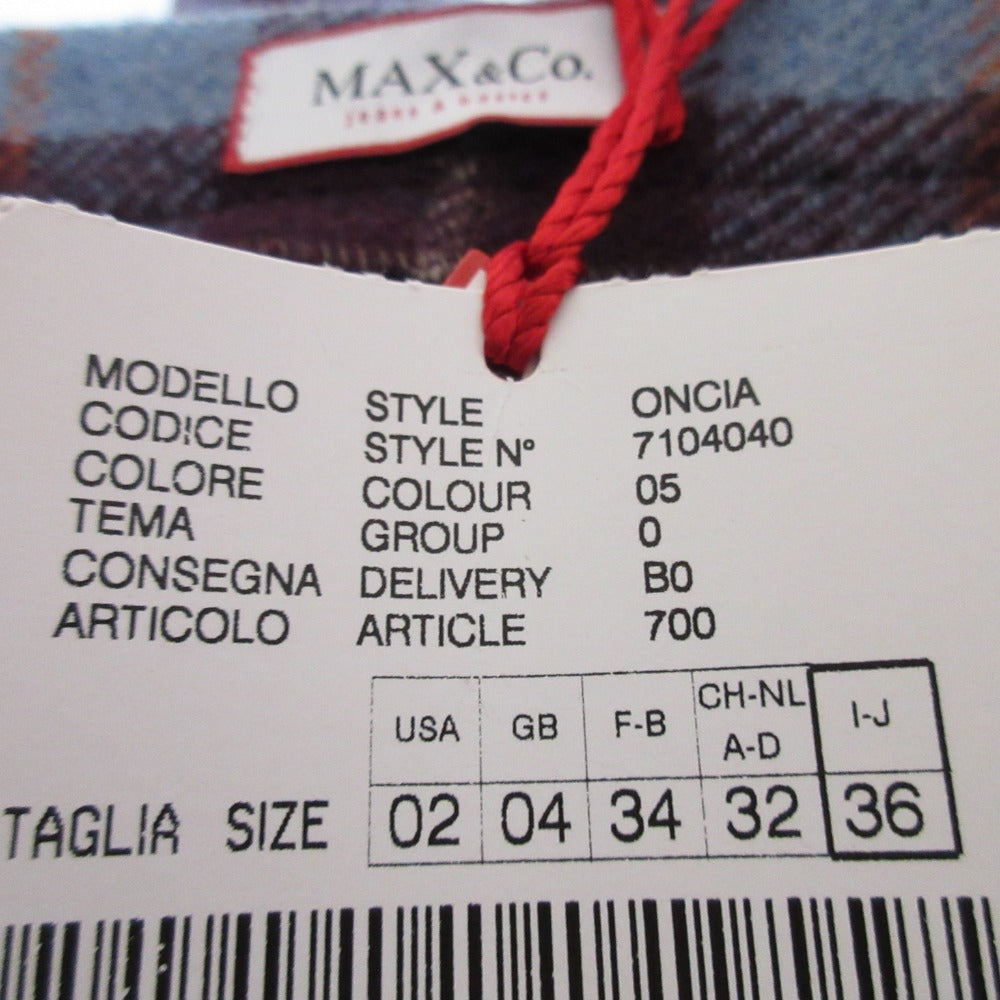 MAX&Co.
MODELLO STYLE ONCIA
CODICE STYLE N° 7104040
COLORE COLOUR 05
TEMA GROUP 0
CONSEGNA DELIVERY B0
ARTICOLO ARTICLE 700
USA GB F-B CH-NL A-D I-J
TAGLIA SIZE 02 04 34 32 36